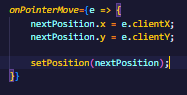 onPointerMove={e => {
nextPosition.x = e.clientX;
nextPosition.y = e.clientY;
setPosition(nextPosition);
}}